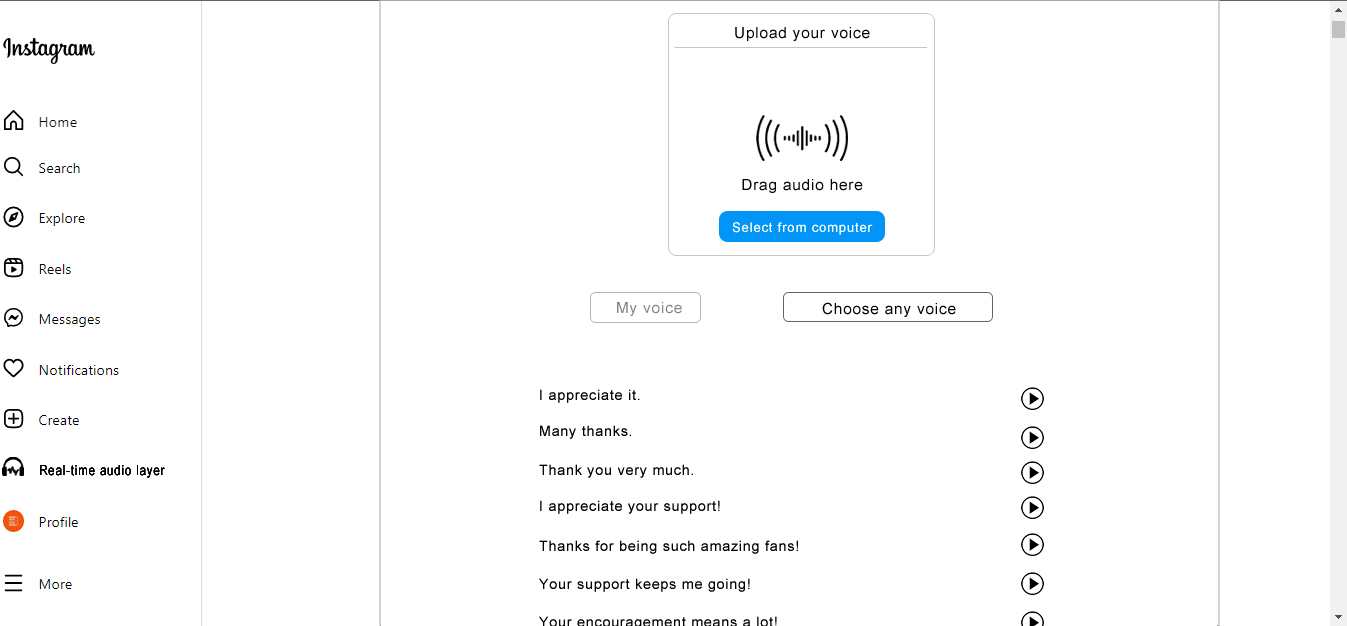 Instagram
Home
Search
Explore
Reels
Messages
Notifications
Create
Real-time audio layer
Profile
More
Upload your voice
Drag audio here
Select from computer
My voice
Choose any voice
I appreciate it.
Many thanks.
Thank you very much.
I appreciate your support!
Thanks for being such amazing fans!
Your support keeps me going!
Your encouragement means a lot!